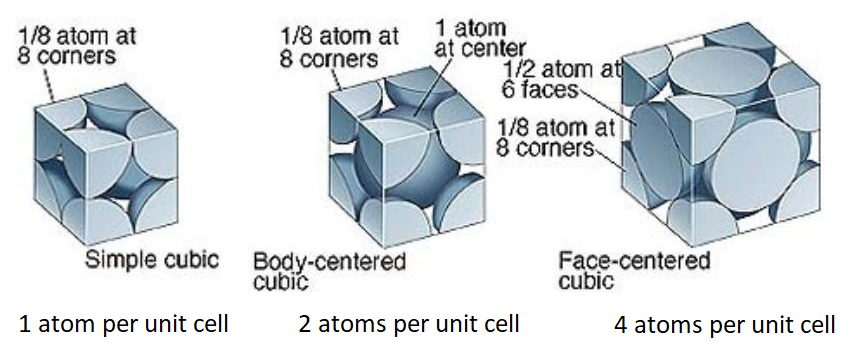 1/8 atom at
8 corners
Simple cubic
1 atom per unit cell
1/8 atom at
8 corners
1 atom
at center
Body-centered
cubic
2 atoms per unit cell
1/2 atom at
6 faces
1/8 atom at
8 corners
Face-centered
cubic
4 atoms per unit cell